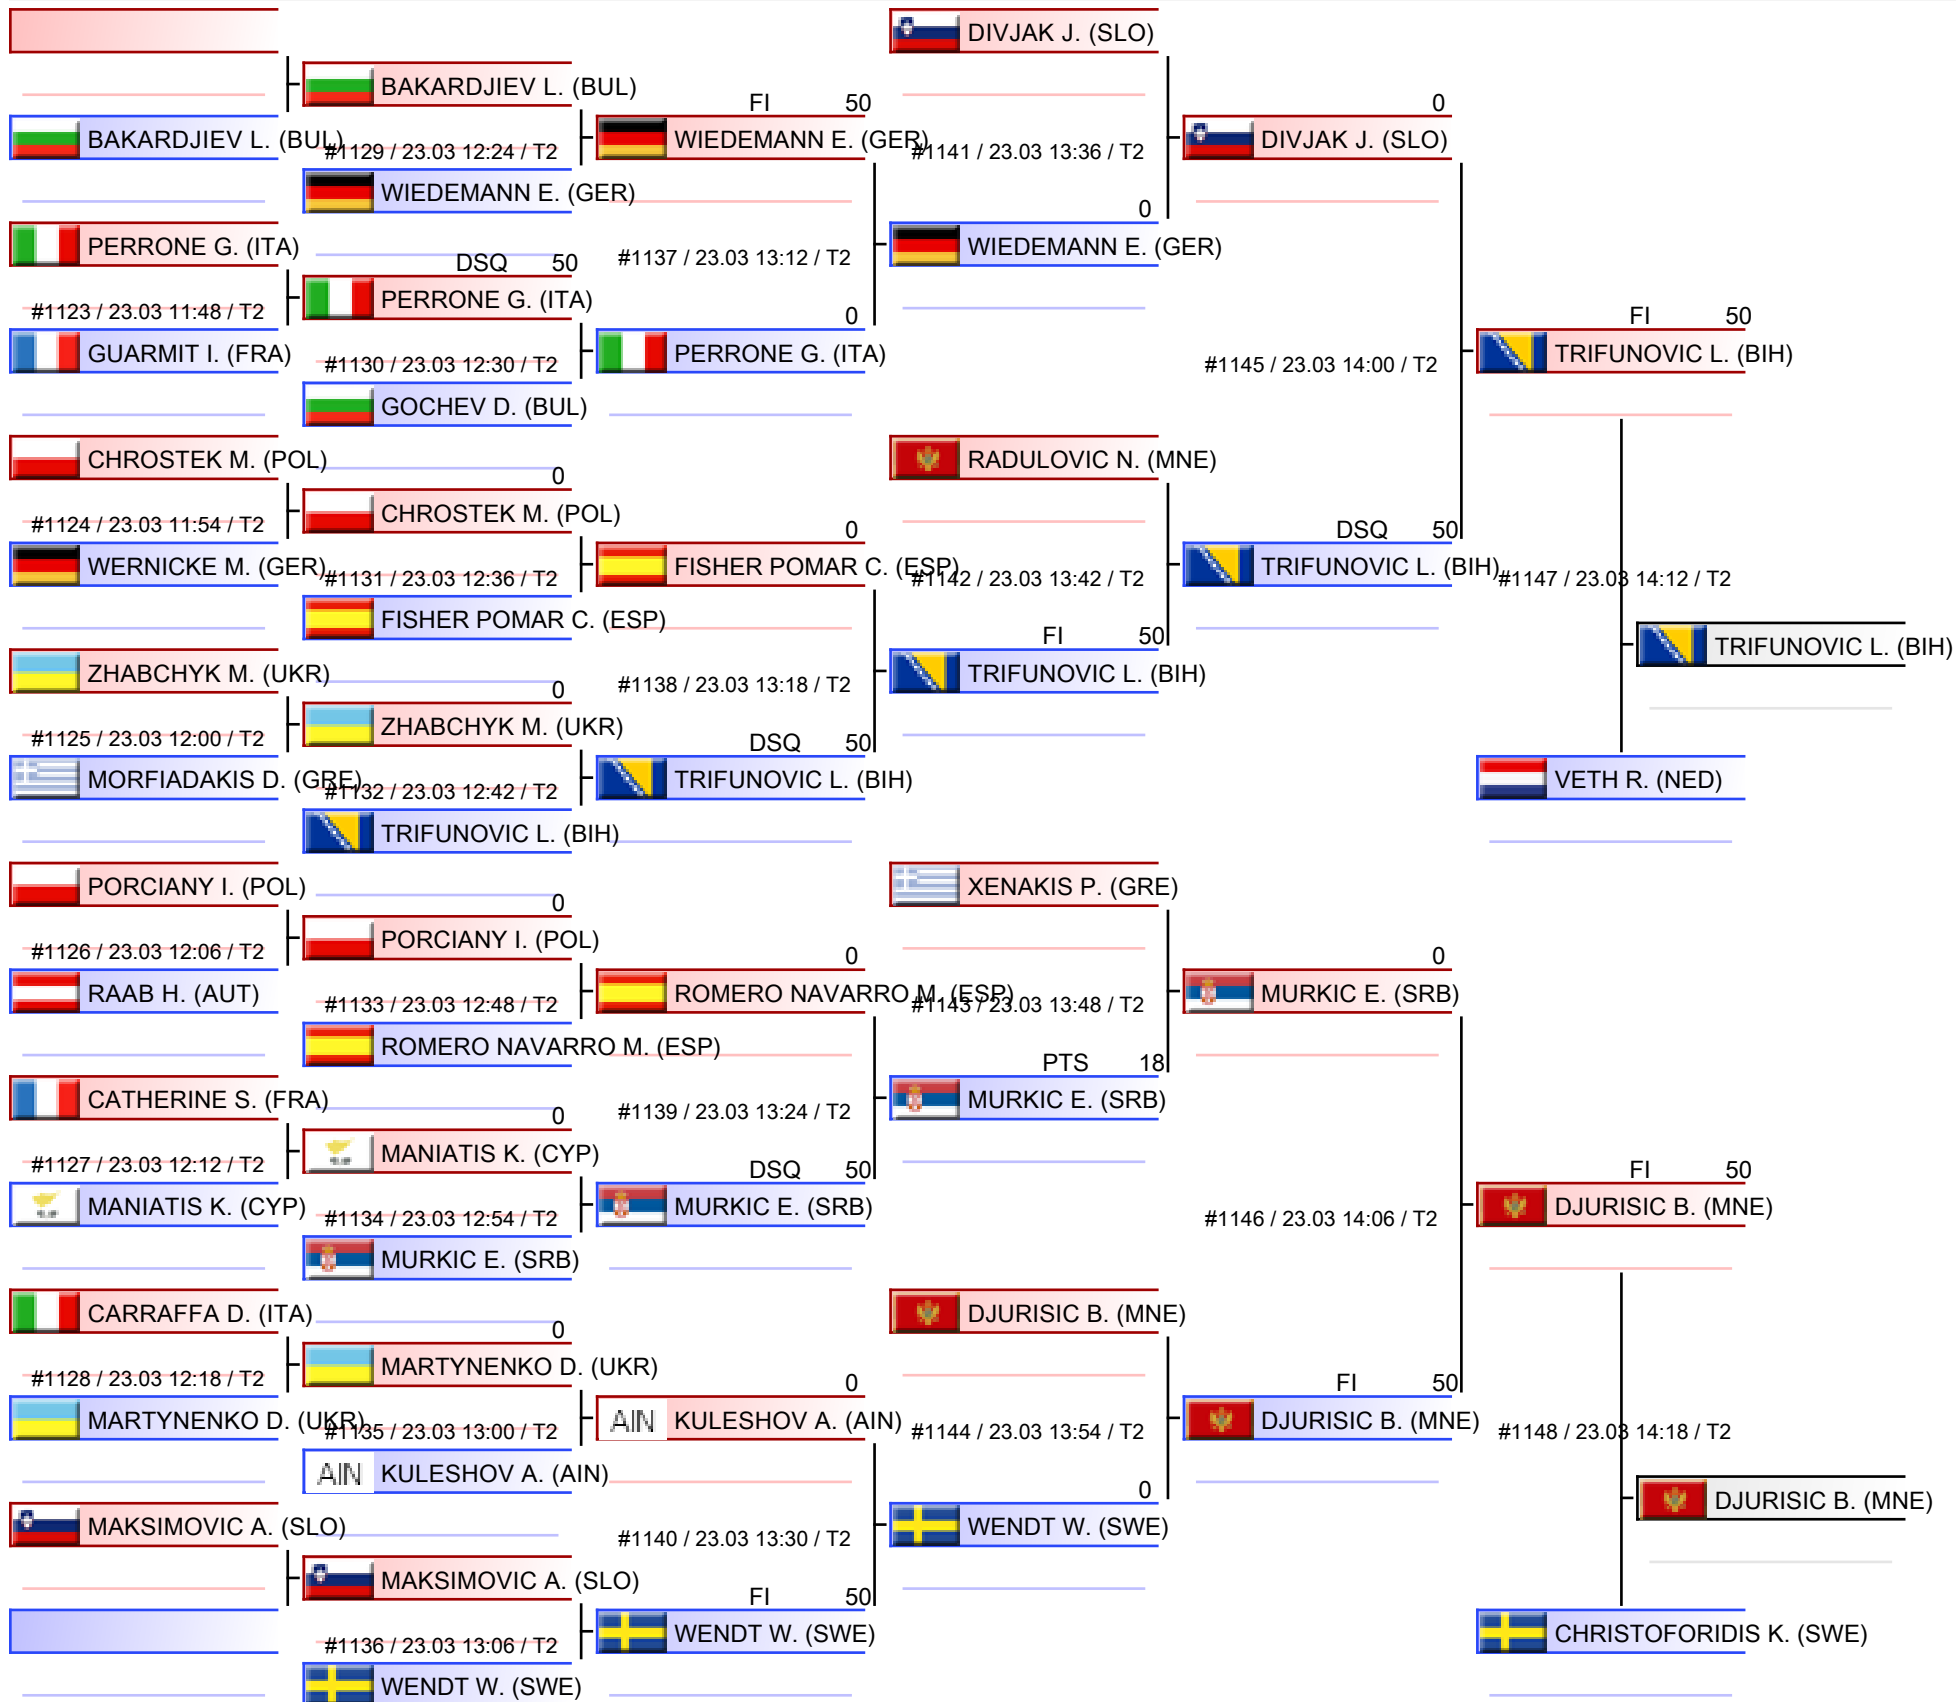 DIVJAK J. (SLO)
BAKARDJIEV L. (BUL)
FI 50
0
BAKARDJIEV L. (BUL)
#1129 / 23.03 12:24 / T2
WIEDEMANN E. (GER)
#1141 / 23.03 13:36 / T2
DIVJAK J. (SLO)
WIEDEMANN E. (GER)
0
PERRONE G. (ITA)
DSQ 50
#1137 / 23.03 13:12 / T2
WIEDEMANN E. (GER)
#1123 / 23.03 11:48 / T2
PERRONE G. (ITA)
0
FI 50
GUARMIT I. (FRA)
#1130 / 23.03 12:30 / T2
PERRONE G. (ITA)
#1145 / 23.03 14:00 / T2
TRIFUNOVIC L. (BIH)
GOCHEV D. (BUL)
CHROSTEK M. (POL)
0
RADULOVIC N. (MNE)
#1124 / 23.03 11:54 / T2
CHROSTEK M. (POL)
0
DSQ 50
WERNICKE M. (GER)
#1131 / 23.03 12:36 / T2
FISHER POMAR C. (ESP)
#1142 / 23.03 13:42 / T2
TRIFUNOVIC L. (BIH)
#1147 / 23.03 14:12 / T2
FISHER POMAR C. (ESP)
FI 50
TRIFUNOVIC L. (BIH)
ZHABCHYK M. (UKR)
0
#1138 / 23.03 13:18 / T2
TRIFUNOVIC L. (BIH)
#1125 / 23.03 12:00 / T2
ZHABCHYK M. (UKR)
DSQ 50
MORFIADAKIS D. (GRE)
#1132 / 23.03 12:42 / T2
TRIFUNOVIC L. (BIH)
VETH R. (NED)
TRIFUNOVIC L. (BIH)
PORCIANY I. (POL)
0
XENAKIS P. (GRE)
#1126 / 23.03 12:06 / T2
PORCIANY I. (POL)
0
0
RAAB H. (AUT)
#1133 / 23.03 12:48 / T2
ROMERO NAVARRO M. (ESP)
#1143 / 23.03 13:48 / T2
MURKIC E. (SRB)
ROMERO NAVARRO M. (ESP)
PTS 18
CATHERINE S. (FRA)
0
#1139 / 23.03 13:24 / T2
MURKIC E. (SRB)
#1127 / 23.03 12:12 / T2
MANIATIS K. (CYP)
DSQ 50
FI 50
MANIATIS K. (CYP)
#1134 / 23.03 12:54 / T2
MURKIC E. (SRB)
#1146 / 23.03 14:06 / T2
DJURISIC B. (MNE)
MURKIC E. (SRB)
CARRAFFA D. (ITA)
0
DJURISIC B. (MNE)
#1128 / 23.03 12:18 / T2
MARTYNENKO D. (UKR)
0
FI 50
MARTYNENKO D. (UKR)
#1135 / 23.03 13:00 / T2
AIN KULESHOV A. (AIN)
#1144 / 23.03 13:54 / T2
DJURISIC B. (MNE)
#1148 / 23.03 14:18 / T2
AIN KULESHOV A. (AIN)
0
DJURISIC B. (MNE)
MAKSIMOVIC A. (SLO)
#1140 / 23.03 13:30 / T2
WENDT W. (SWE)
MAKSIMOVIC A. (SLO)
FI 50
#1136 / 23.03 13:06 / T2
WENDT W. (SWE)
CHRISTOFORIDIS K. (SWE)
WENDT W. (SWE)